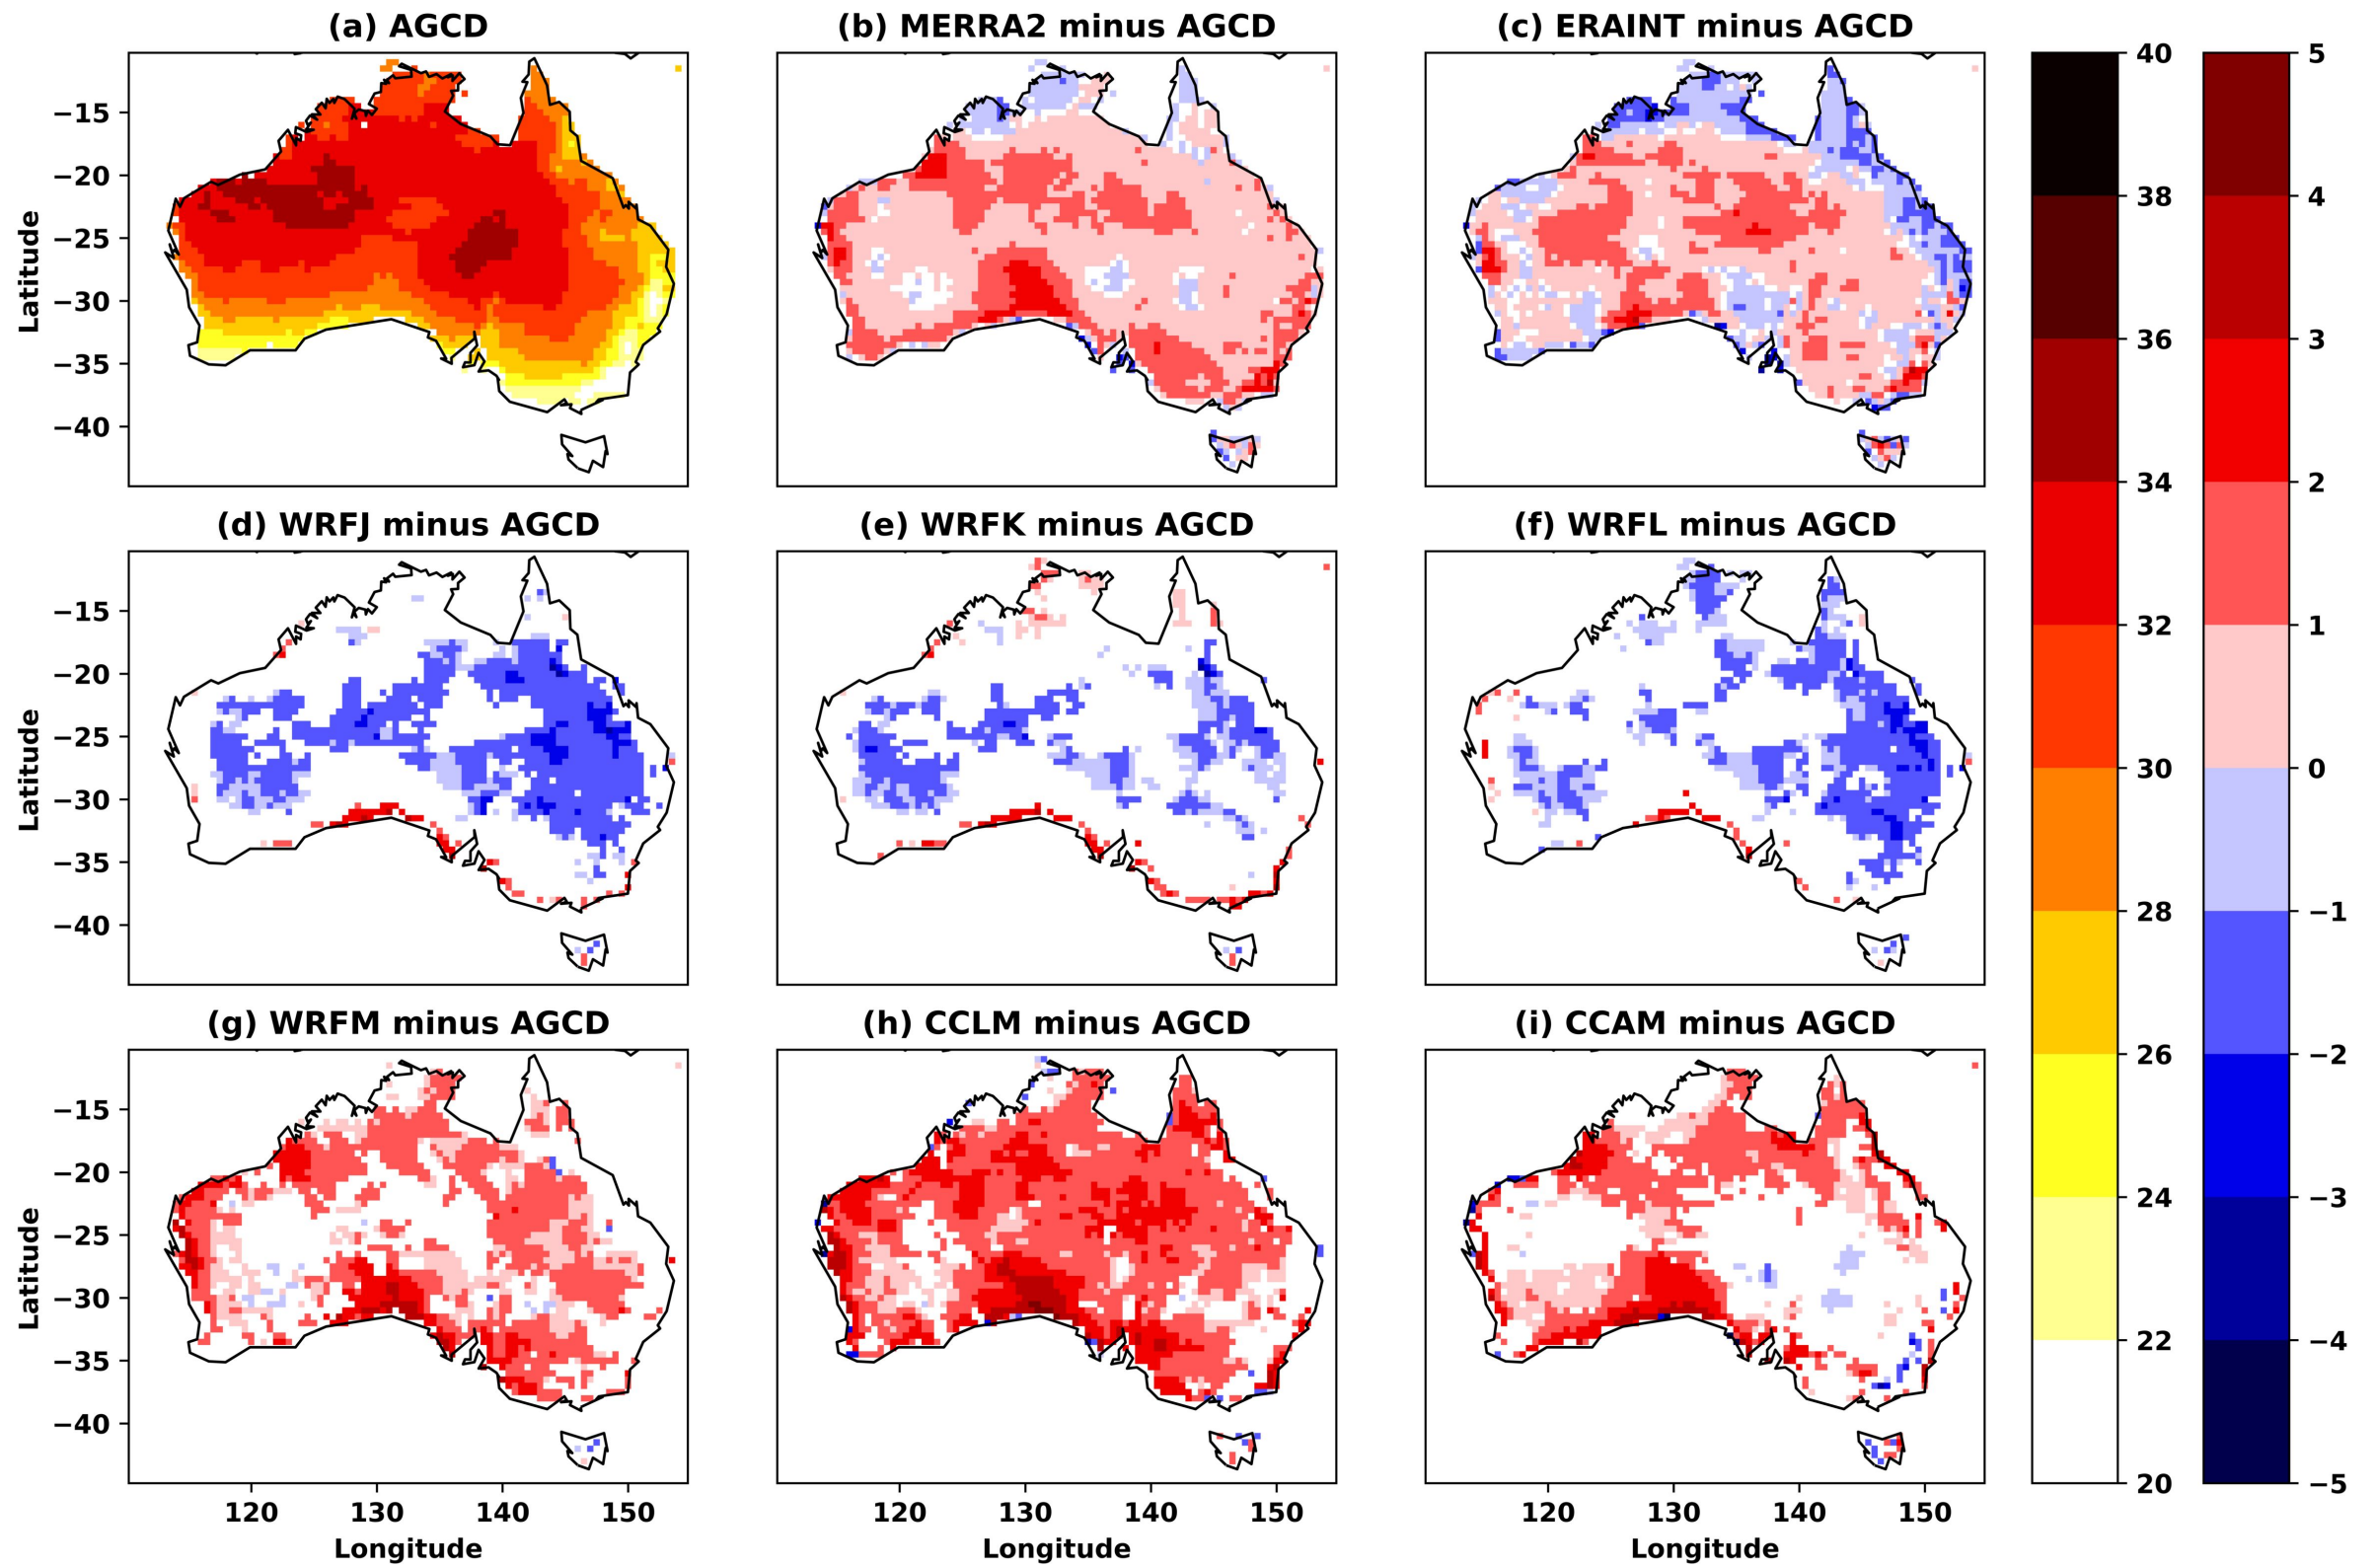 (a) AGCD
(b) MERRA2 minus AGCD
(c) ERAINT minus AGCD
Latitude
−15
−20
−25
−30
−35
−40
(d) WRFJ minus AGCD
(e) WRFK minus AGCD
(f) WRFL minus AGCD
Latitude
−15
−20
−25
−30
−35
−40
(g) WRFM minus AGCD
(h) CCLM minus AGCD
(i) CCAM minus AGCD
Latitude
−15
−20
−25
−30
−35
−40
120 130 140 150
Longitude
120 130 140 150
Longitude
120 130 140 150
Longitude
40
38
36
34
32
30
28
26
24
22
20
5
4
3
2
1
0
−1
−2
−3
−4
−5